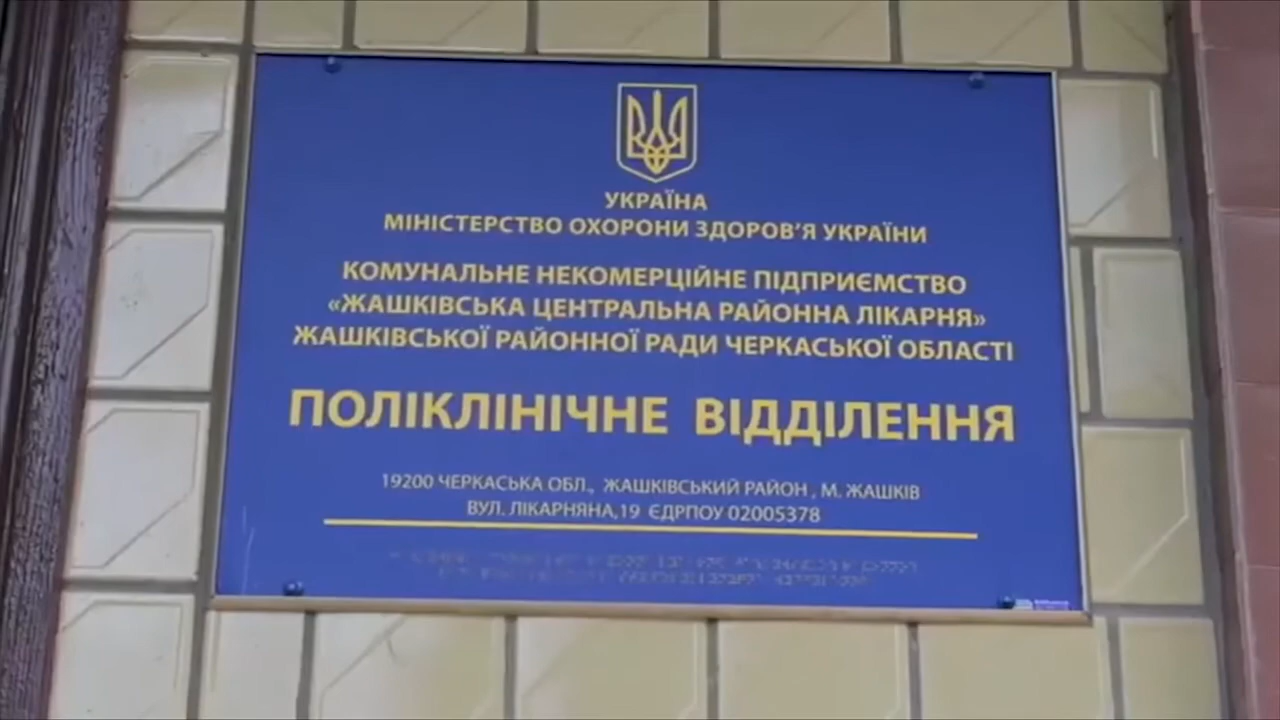 УКРАЇНА
МІНІСТЕРСТВО ОХОРОНИ ЗДОРОВ'Я УКРАЇНИ
КОМУНАЛЬНЕ НЕКОМЕРЦІЙНЕ ПІДПРИЄМСТВО
«ЖАШКІВСЬКА ЦЕНТРАЛЬНА РАЙОННА ЛІКАРНЯ»
ЖАШКІВСЬКОЇ РАЙОННОЇ РАДИ ЧЕРКАСЬКОЇ ОБЛАСТІ
ПОЛІКЛІНІЧНЕ ВІДДІЛЕННЯ
19200 ЧЕРКАСЬКА ОБЛ., ЖАШКІВСЬКИЙ РАЙОН , М. ЖАШКІВ
ВУЛ. ЛІКАРНЯНА,19 ЄДРПОУ 02005378